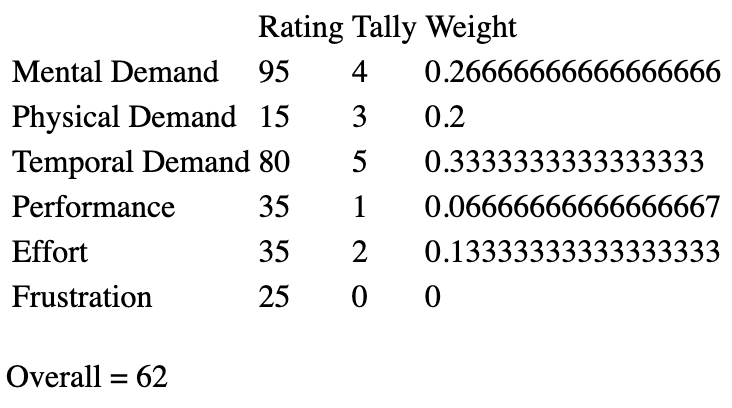 Rating Tally Weight
Mental Demand 95 4 0.26666666666666666
Physical Demand 15 3 0.2
Temporal Demand 80 5 0.3333333333333333
Performance 35 1 0.06666666666666667
Effort 35 2 0.13333333333333333
Frustration 25 0 0
Overall = 62